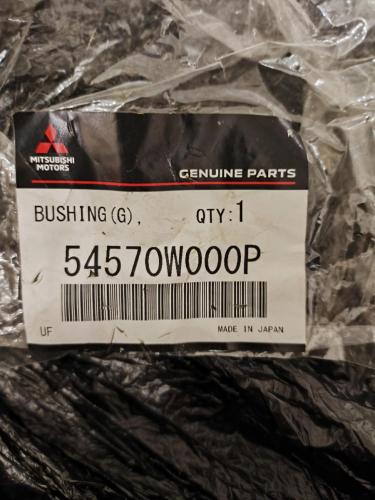 MITSUBISHI
MOTORS
GENUINE PARTS
BUSHING(G), QTY:1
54570W000P
UF MADE IN JAPAN